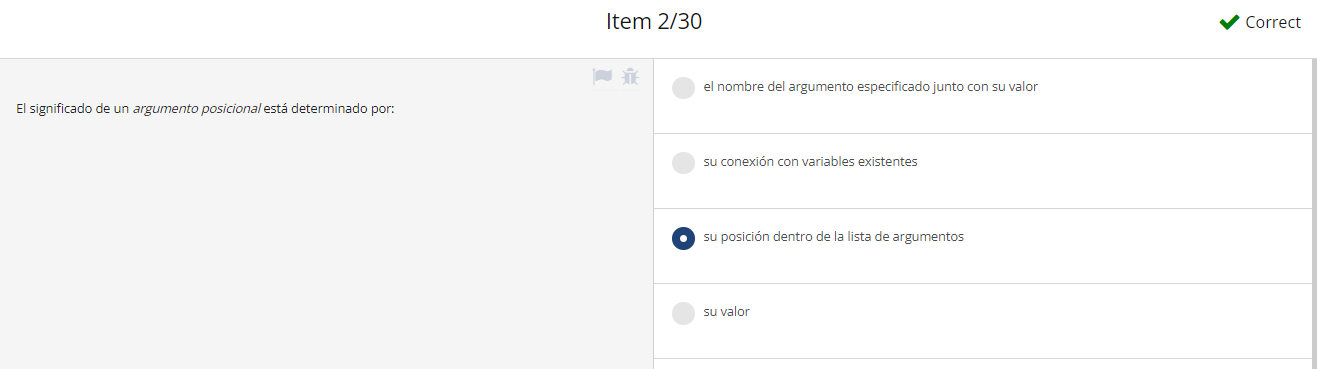 Item 2/30
Correct
El significado de un argumento posicional está determinado por:
el nombre del argumento especificado junto con su valor
su conexión con variables existentes
su posición dentro de la lista de argumentos
su valor